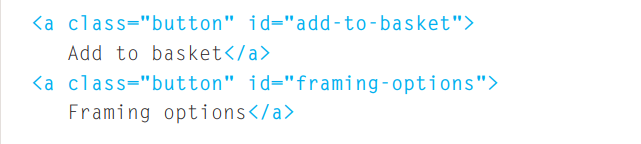 <a class="button" id="add-to-basket">
Add to basket</a>
<a class="button" id="framing-options">
Framing options</a>